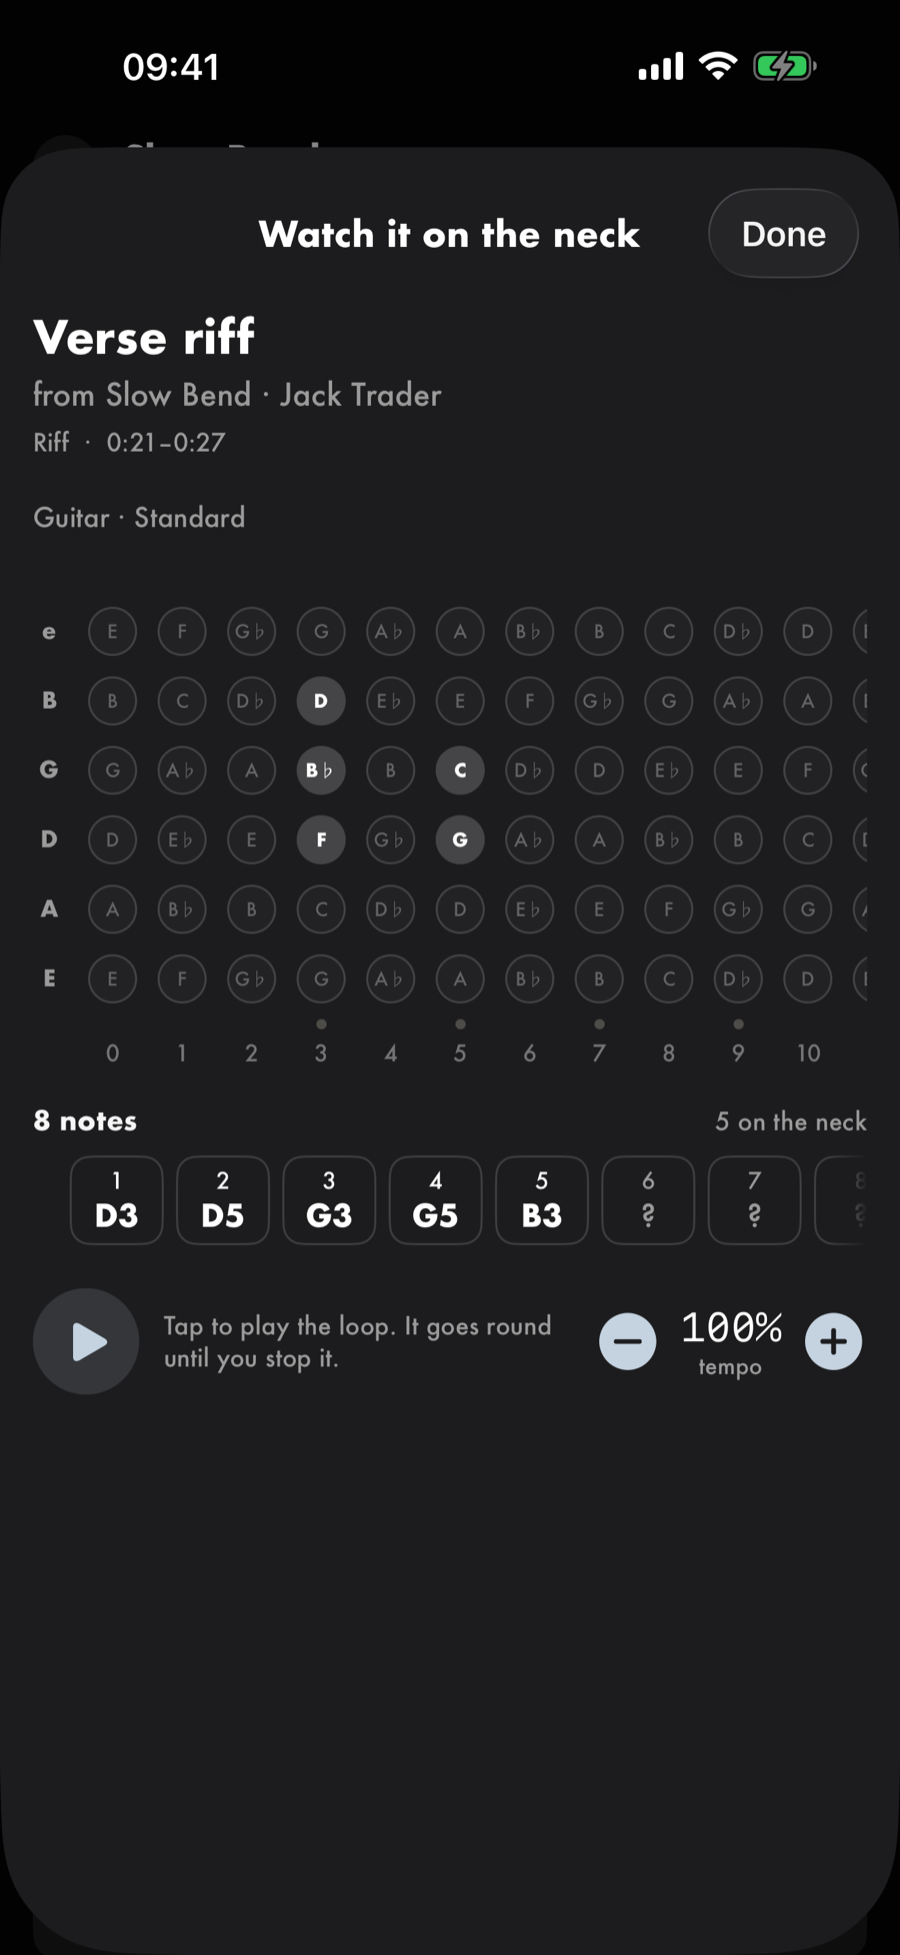 09:41
Watch it on the neck
Done
Verse riff
from Slow Bend · Jack Trader
Riff · 0:21–0:27
Guitar · Standard
e E F G♭ G A♭ A B♭ B C D♭ D
B B C D♭ D E♭ E F G♭ G A♭ A
G G A♭ A B♭ B C D♭ D E♭ E F
D D E♭ E F G♭ G A♭ A B♭ B C
A A B♭ B C D♭ D E♭ E F G♭ G
E E F G♭ G A♭ A B♭ B C D♭ D
0 1 2 3 4 5 6 7 8 9 10
8 notes
5 on the neck
1 2 3 4 5 6 7 8
D3 D5 G3 G5 B3 ? ? ?
Tap to play the loop. It goes round
until you stop it.
100%
tempo